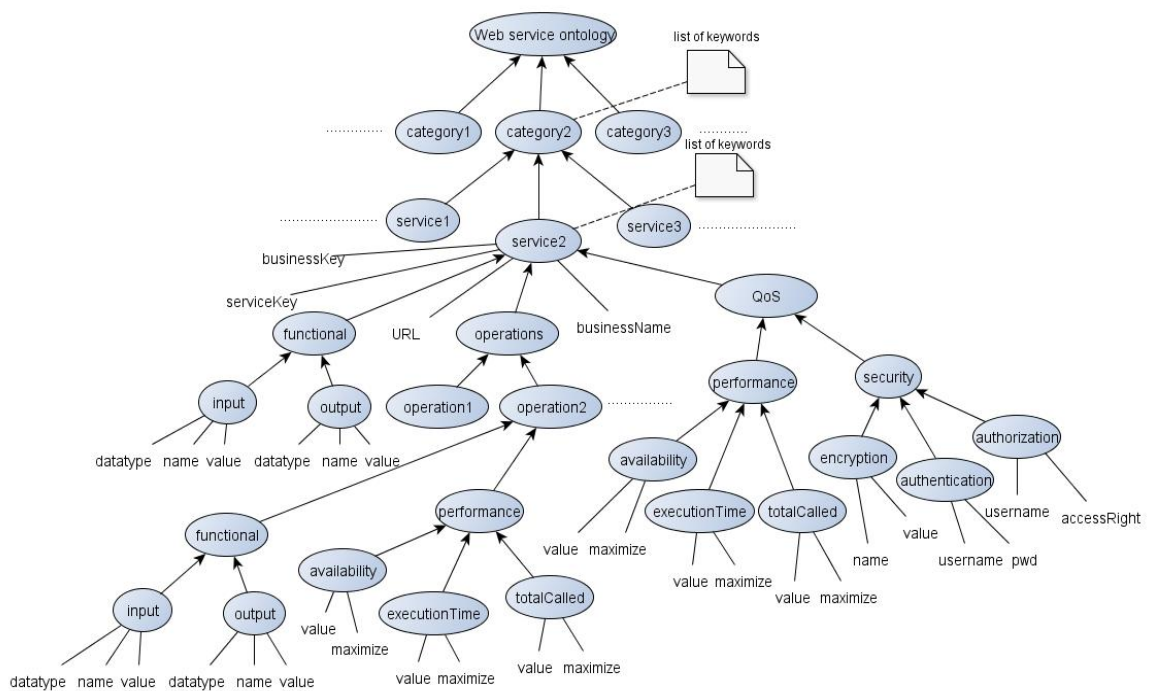 Web service ontology
list of keywords
category1
category2
category3
list of keywords
service1
service2
service3
businessKey
serviceKey
QoS
functional
URL
operations
businessName
performance
security
input
output
operation1
operation2
authorization
datatype
name
value
datatype
name
value
availability
encryption
authentication
performance
executionTime
totalCalled
username
accessRight
functional
value
maximize
name
value
username
pwd
availability
value
maximize
value
maximize
input
output
executionTime
totalCalled
value
maximize
datatype
name
value
datatype
name
value
value
maximize
value
maximize